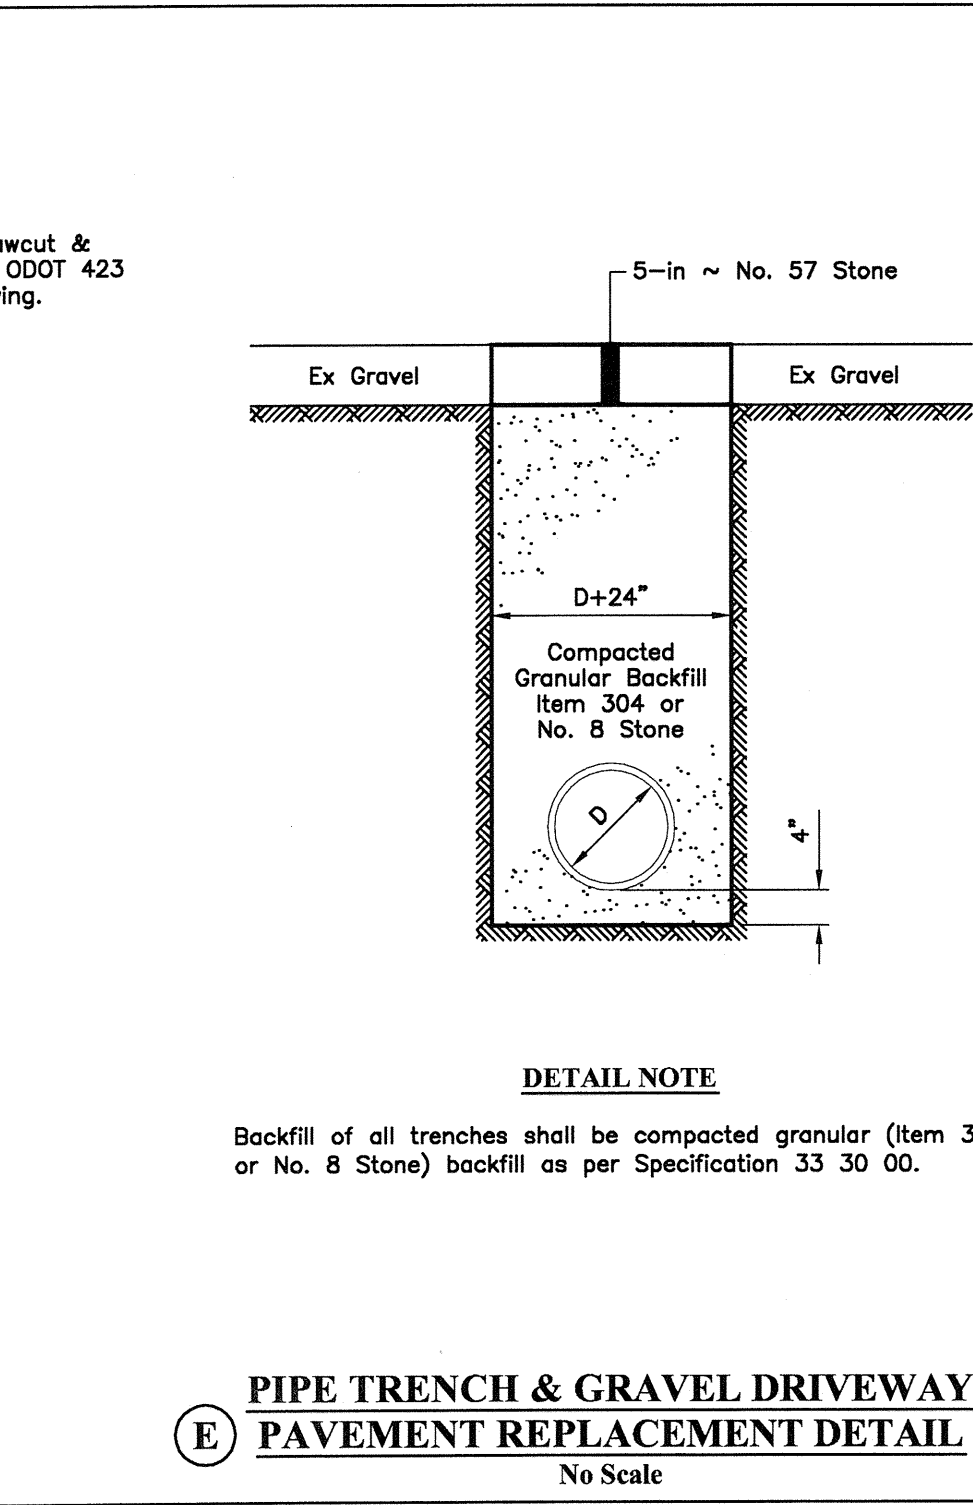 &
ODOT 423
5-in ~ No. 57 Stone
Ex Gravel
Ex Gravel
D+24"
Compacted
Granular Backfill
Item 304 or
No. 8 Stone
D
4"
DETAIL NOTE
Backfill of all trenches shall be compacted granular (Item
or No. 8 Stone) backfill as per Specification 33 30 00.
PIPE TRENCH & GRAVEL DRIVEWAY
E PAVEMENT REPLACEMENT DETAIL
No Scale